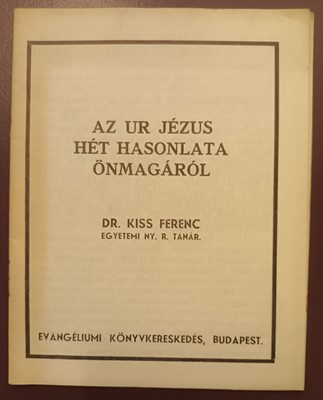 AZ UR JÉZUS
HÉT HASONLATA
ÖNMAGÁRÓL
DR. KISS FERENC
EGYETEMI NY. R. TANÁR.
EVANGÉLIUMI KÖNYVKERESKEDÉS, BUDAPEST.